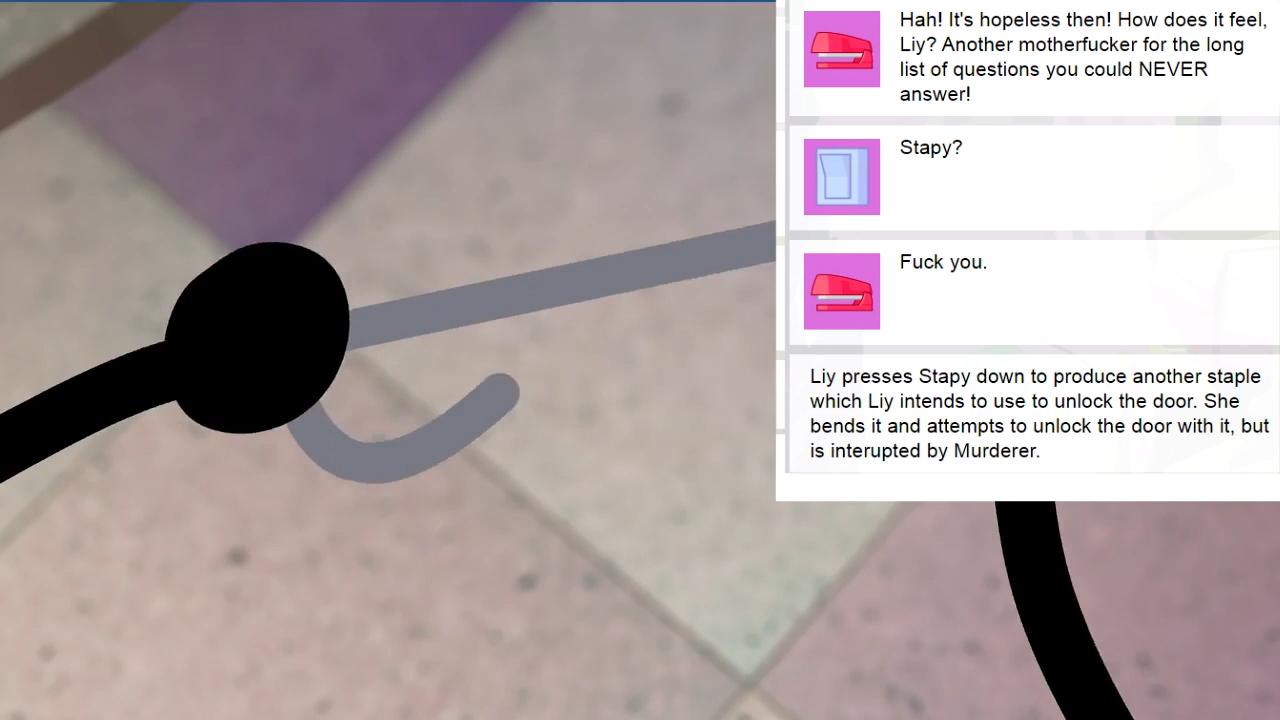 Hah! It's hopeless then! How does it feel,
Liy? Another motherfucker for the long
list of questions you could NEVER
answer!
Stapy?
Fuck you.
Liy presses Stapy down to produce another staple
which Liy intends to use to unlock the door. She
bends it and attempts to unlock the door with it, but
is interupted by Murderer.